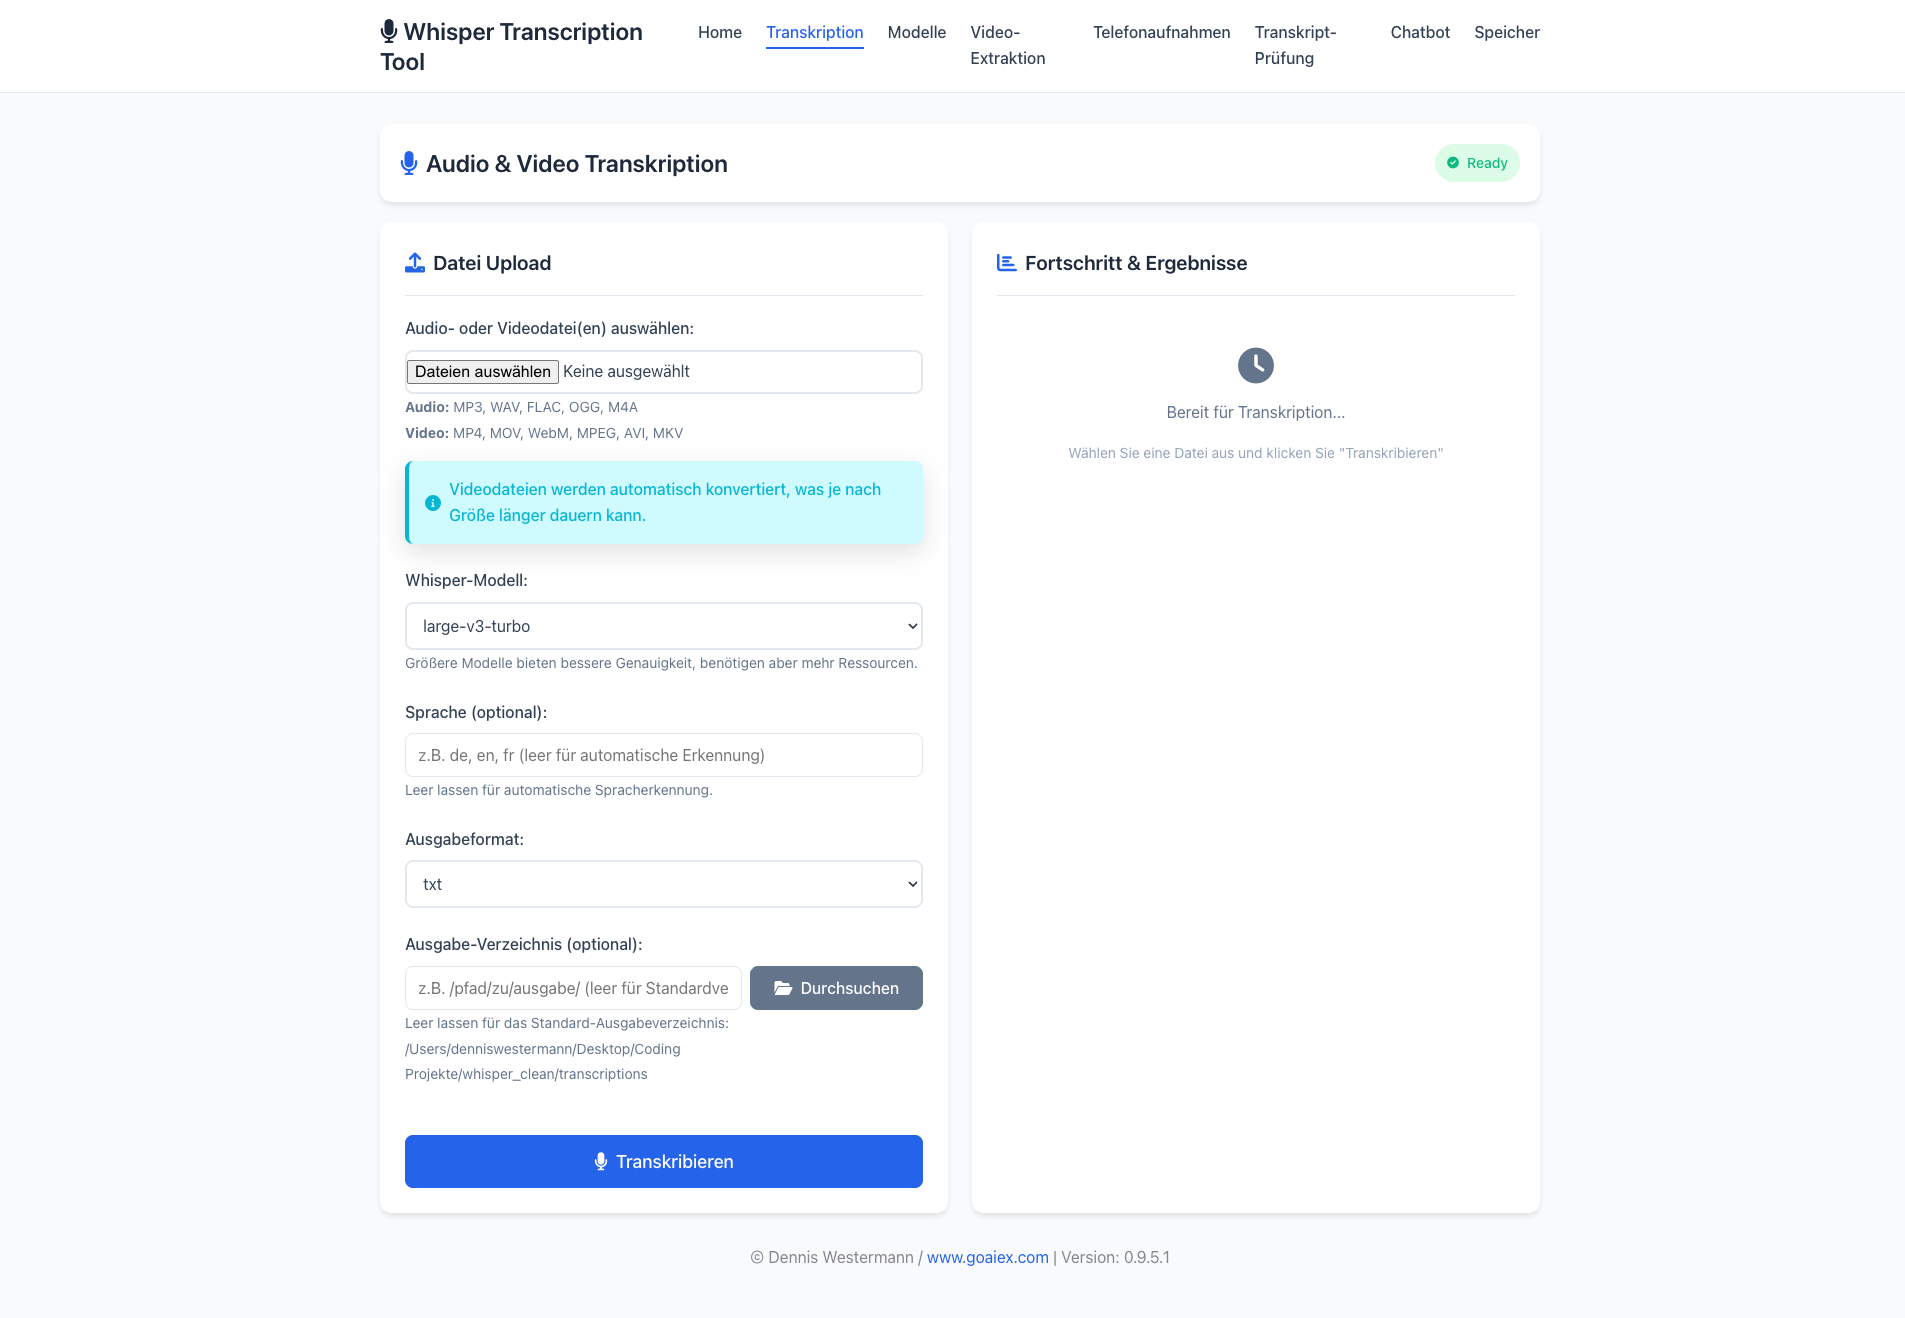 Whisper Transcription
Tool
Home
Transkription
Modelle
Video-
Extraktion
Telefonaufnahmen
Transkript-
Prüfung
Chatbot
Speicher
Audio & Video Transkription
Ready
Datei Upload
Audio- oder Videodatei(en) auswählen:
Dateien auswählen Keine ausgewählt
Audio: MP3, WAV, FLAC, OGG, M4A
Video: MP4, MOV, WebM, MPEG, AVI, MKV
Videodateien werden automatisch konvertiert, was je nach
Größe länger dauern kann.
Whisper-Modell:
large-v3-turbo
Größere Modelle bieten bessere Genauigkeit, benötigen aber mehr Ressourcen.
Sprache (optional):
z.B. de, en, fr (leer für automatische Erkennung)
Leer lassen für automatische Spracherkennung.
Ausgabeformat:
txt
Ausgabe-Verzeichnis (optional):
z.B. /pfad/zu/ausgabe/ (leer für Standardve
Durchsuchen
Leer lassen für das Standard-Ausgabeverzeichnis:
/Users/denniswestermann/Desktop/Coding
Projekte/whisper_clean/transcriptions
Transkribieren
Fortschritt & Ergebnisse
Bereit für Transkription...
Wählen Sie eine Datei aus und klicken Sie "Transkribieren"
© Dennis Westermann / www.goaiex.com | Version: 0.9.5.1